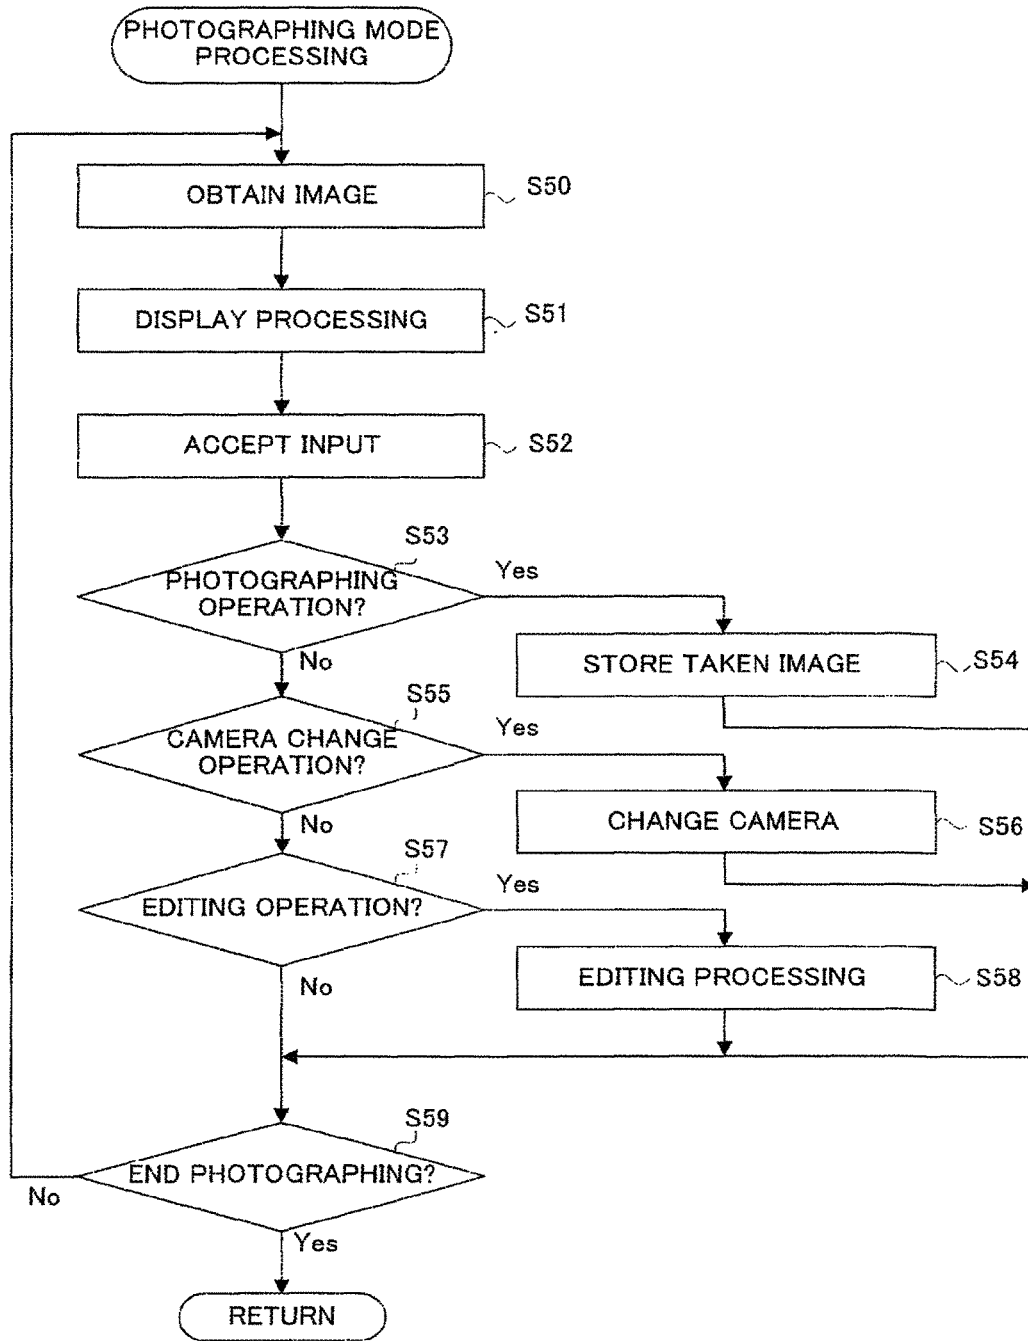 PHOTOGRAPHING MODE
PROCESSING
OBTAIN IMAGE
S50
DISPLAY PROCESSING
S51
ACCEPT INPUT
S52
S53
PHOTOGRAPHING
OPERATION?
Yes
No
STORE TAKEN IMAGE
S54
S55
CAMERA CHANGE
OPERATION?
Yes
No
CHANGE CAMERA
S56
S57
EDITING OPERATION?
Yes
No
EDITING PROCESSING
S58
S59
END PHOTOGRAPHING?
No
Yes
RETURN